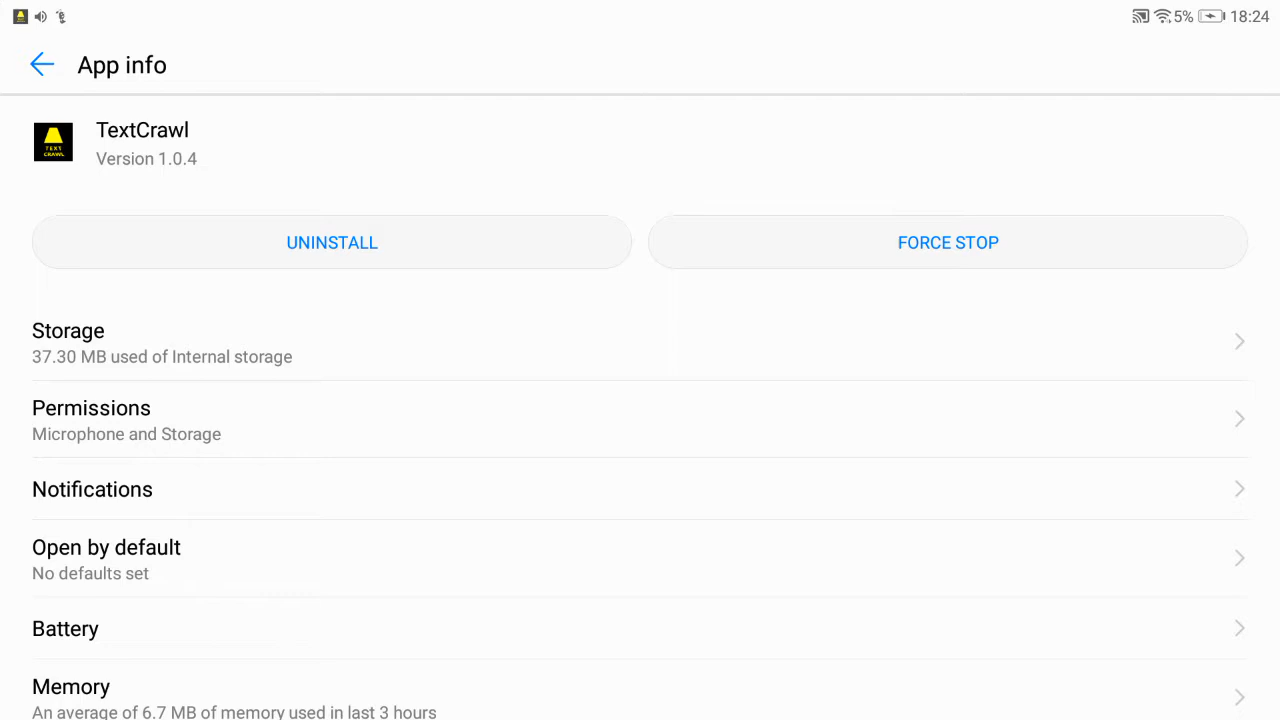 5% 18:24
App info
TEXT
CRAWL
TextCrawl
Version 1.0.4
UNINSTALL
FORCE STOP
Storage
37.30 MB used of Internal storage
Permissions
Microphone and Storage
Notifications
Open by default
No defaults set
Battery
Memory
An average of 6.7 MB of memory used in last 3 hours